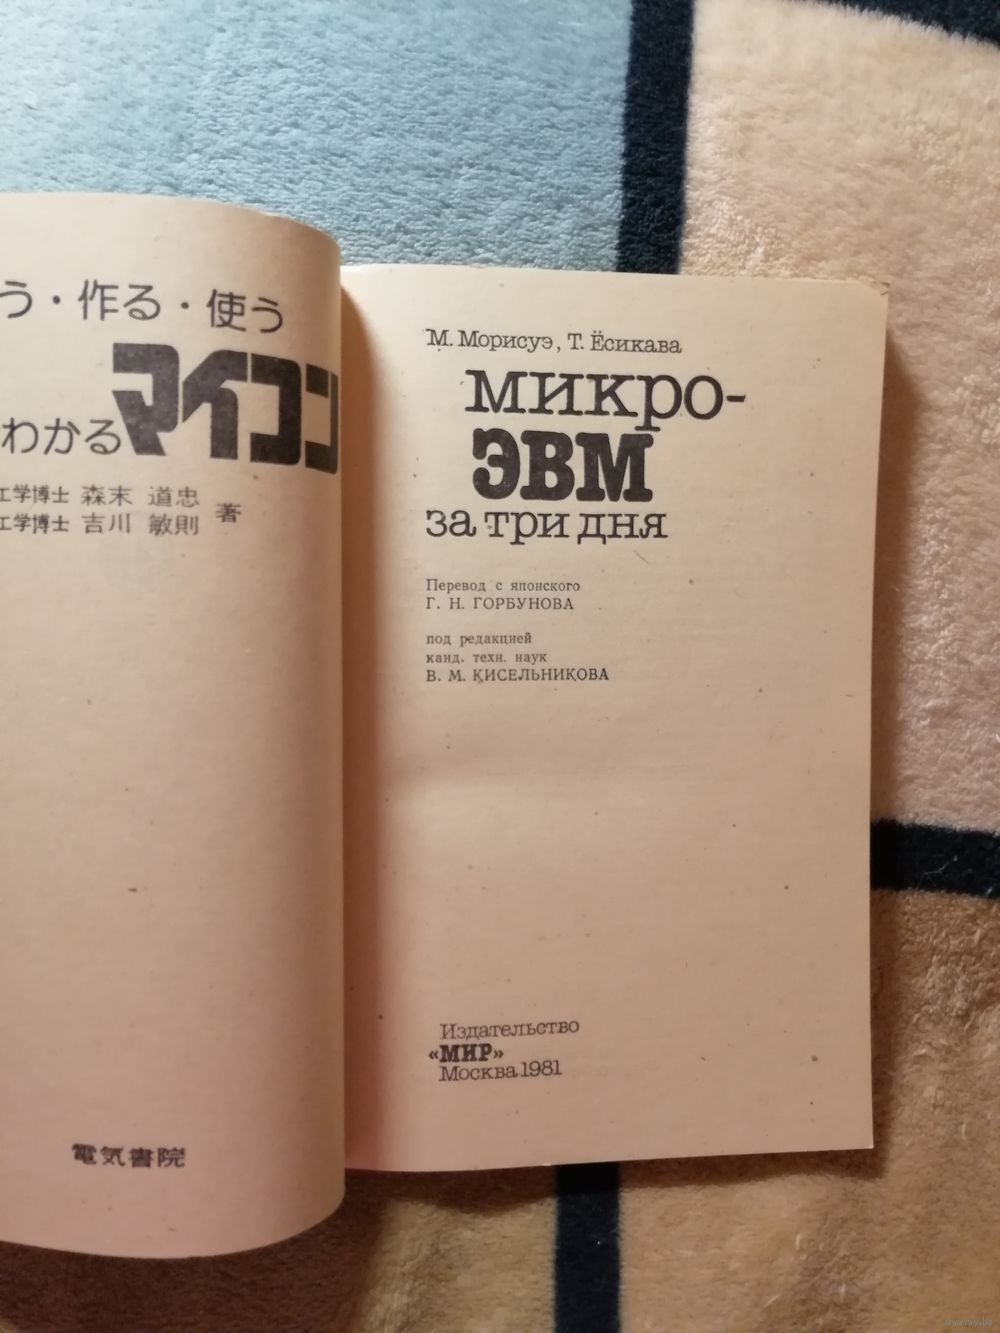 う・作る・使う
わかるマイコン
工学博士 森末 道忠
工学博士 吉川 敏則 著
電気書院
М. Морисуэ, Т. Ёсикава
микро-
ЭВМ
за три дня
Перевод с японского
Г. Н. ГОРБУНОВА
под редакцией
канд. техн. наук
В. М. КИСЕЛЬНИКОВА
Издательство
«МИР»
Москва 1981